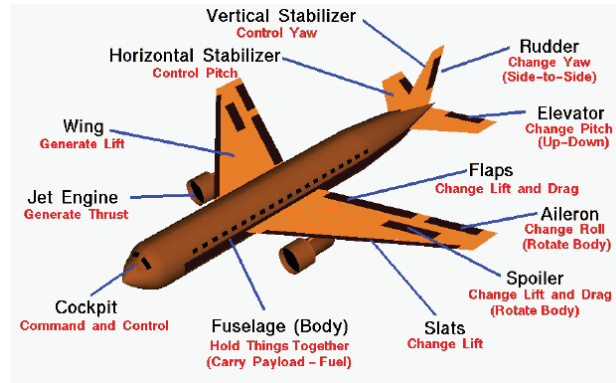 Vertical Stabilizer
Control Yaw
Horizontal Stabilizer
Control Pitch
Rudder
Change Yaw
(Side-to-Side)
Wing
Generate Lift
Elevator
Change Pitch
(Up-Down)
Flaps
Change Lift and Drag
Jet Engine
Generate Thrust
Aileron
Change Roll
(Rotate Body)
Spoiler
Change Lift and Drag
(Rotate Body)
Cockpit
Command and Control
Fuselage (Body)
Hold Things Together
(Carry Payload - Fuel)
Slats
Change Lift